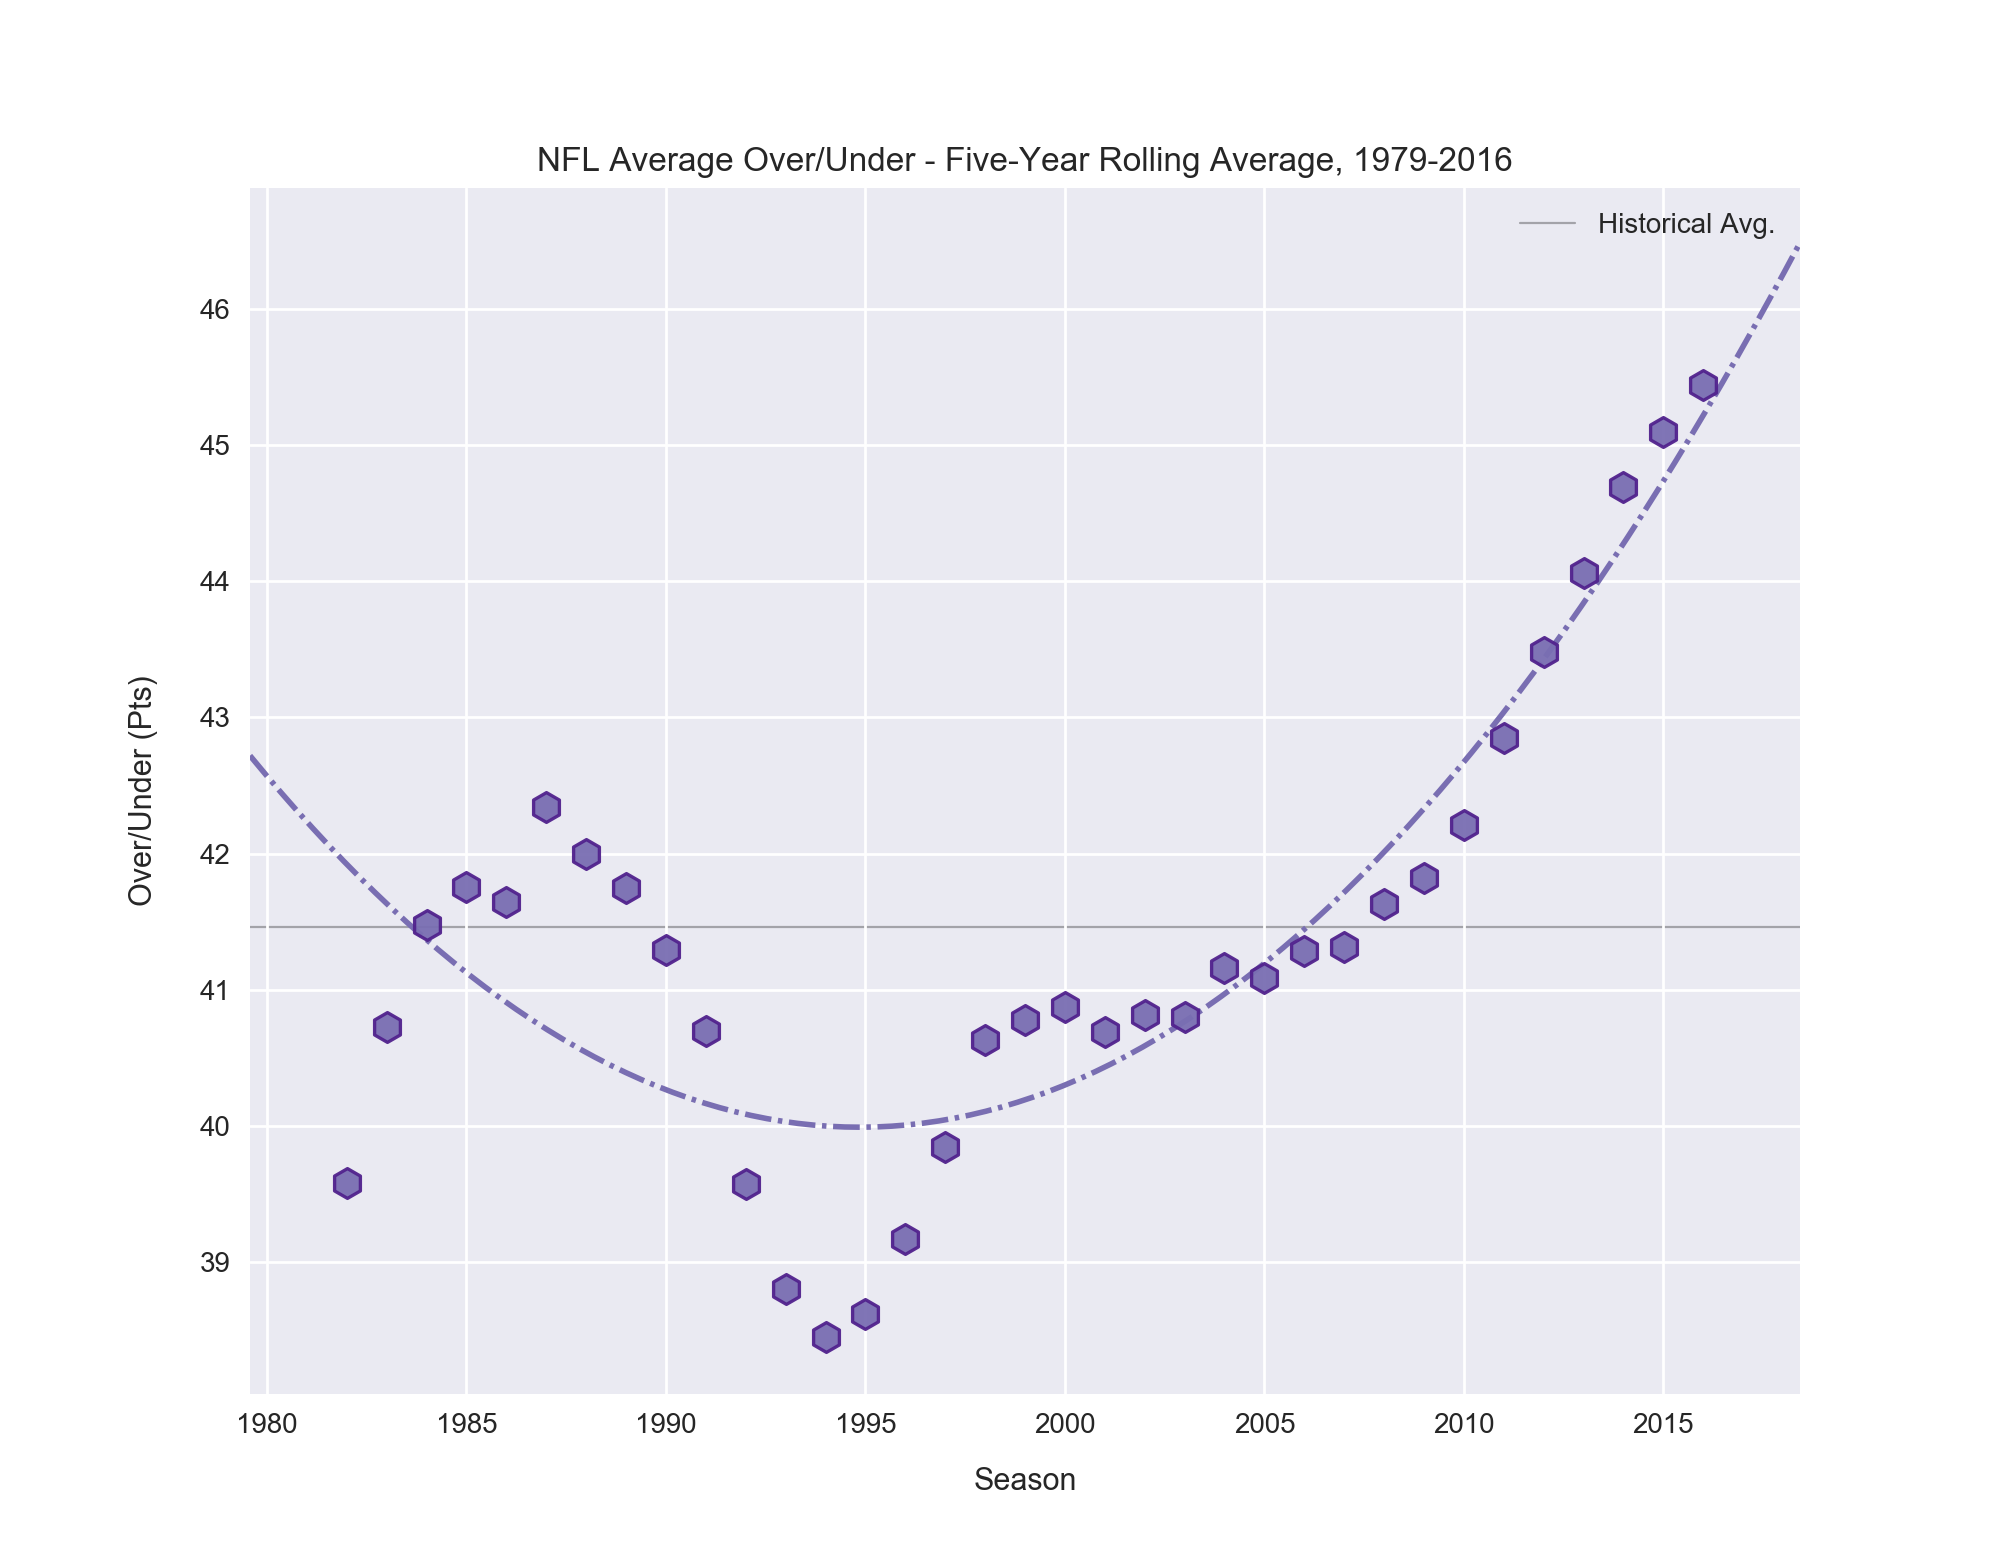 NFL Average Over/Under - Five-Year Rolling Average, 1979-2016
Historical Avg.
46
45
44
43
42
41
40
39
Over/Under (Pts)
1980 1985 1990 1995 2000 2005 2010 2015
Season